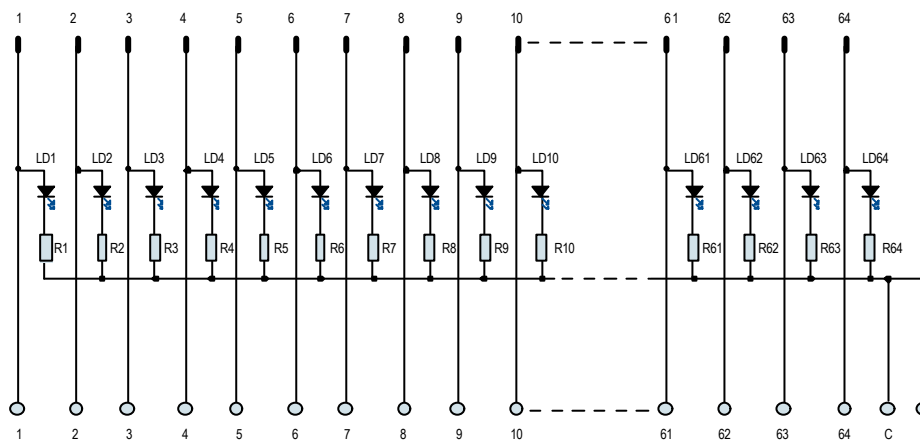 1 2 3 4 5 6 7 8 9 10 61 62 63 64
LD1 LD2 LD3 LD4 LD5 LD6 LD7 LD8 LD9 LD10 LD61 LD62 LD63 LD64
R1 R2 R3 R4 R5 R6 R7 R8 R9 R10 R61 R62 R63 R64
1 2 3 4 5 6 7 8 9 10 61 62 63 64 C